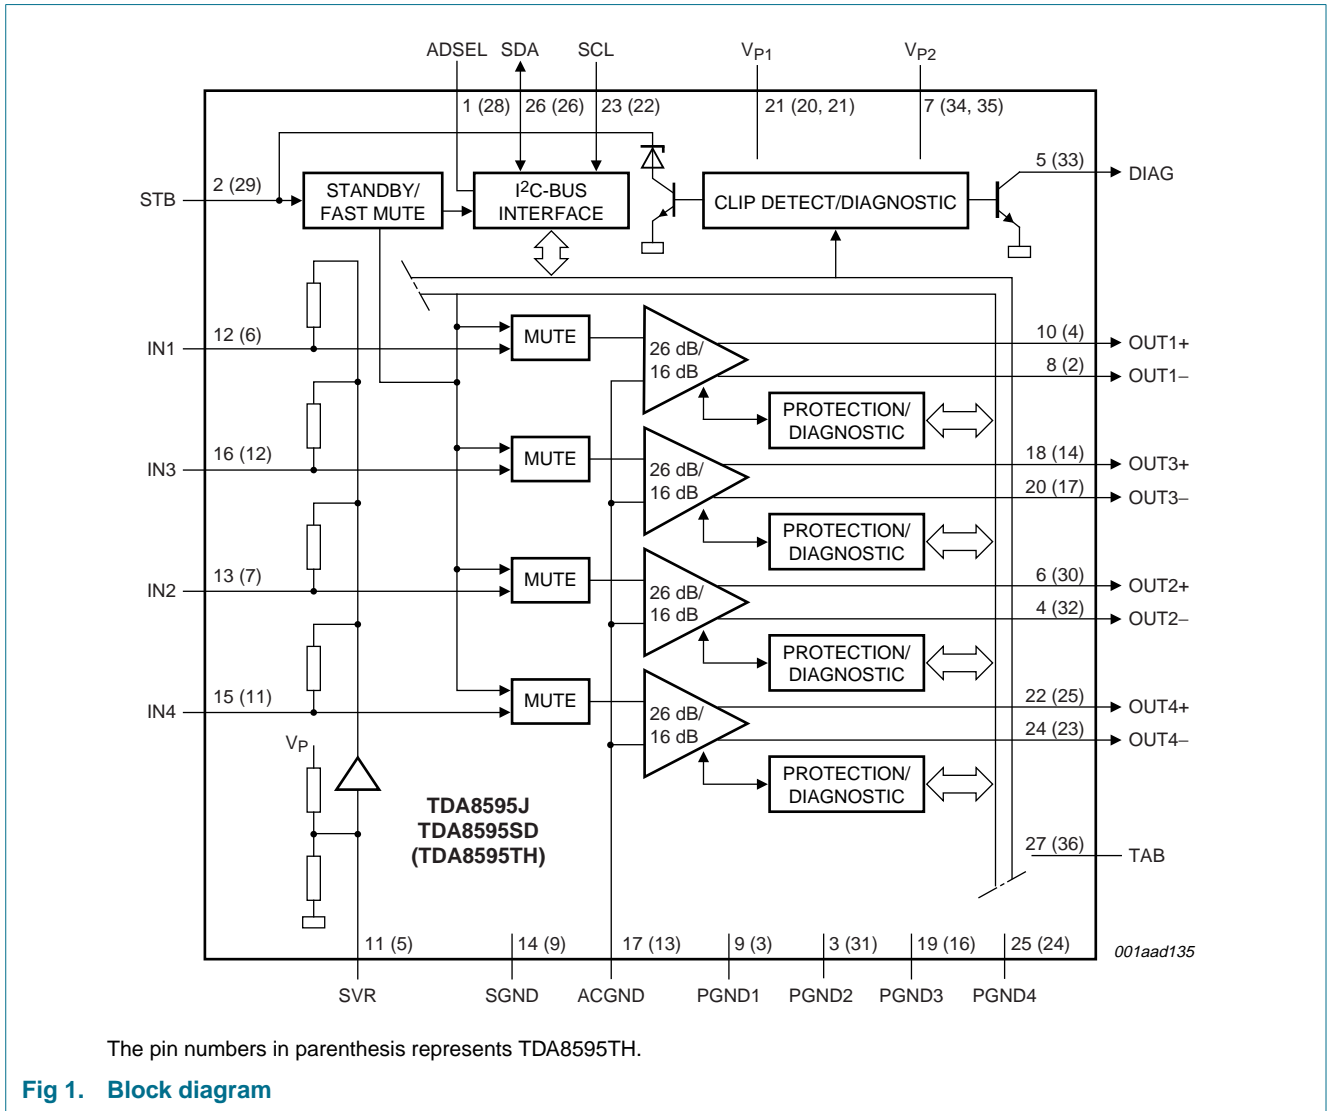 ADSEL SDA SCL VP1 VP2
1 (28) 26 (26) 23 (22) 21 (20, 21) 7 (34, 35)
5 (33) DIAG
STB 2 (29)
STANDBY/
FAST MUTE
I2C-BUS
INTERFACE
CLIP DETECT/DIAGNOSTIC
IN1 12 (6)
MUTE
26 dB/
16 dB
10 (4) OUT1+
8 (2) OUT1−
PROTECTION/
DIAGNOSTIC
IN3 16 (12)
MUTE
26 dB/
16 dB
18 (14) OUT3+
20 (17) OUT3−
PROTECTION/
DIAGNOSTIC
IN2 13 (7)
MUTE
26 dB/
16 dB
6 (30) OUT2+
4 (32) OUT2−
PROTECTION/
DIAGNOSTIC
IN4 15 (11)
MUTE
26 dB/
16 dB
22 (25) OUT4+
24 (23) OUT4−
PROTECTION/
DIAGNOSTIC
VP
TDA8595J
TDA8595SD
(TDA8595TH)
27 (36) TAB
11 (5) 14 (9) 17 (13) 9 (3) 3 (31) 19 (16) 25 (24)
001aad135
SVR SGND ACGND PGND1 PGND2 PGND3 PGND4
The pin numbers in parenthesis represents TDA8595TH.
Fig 1. Block diagram